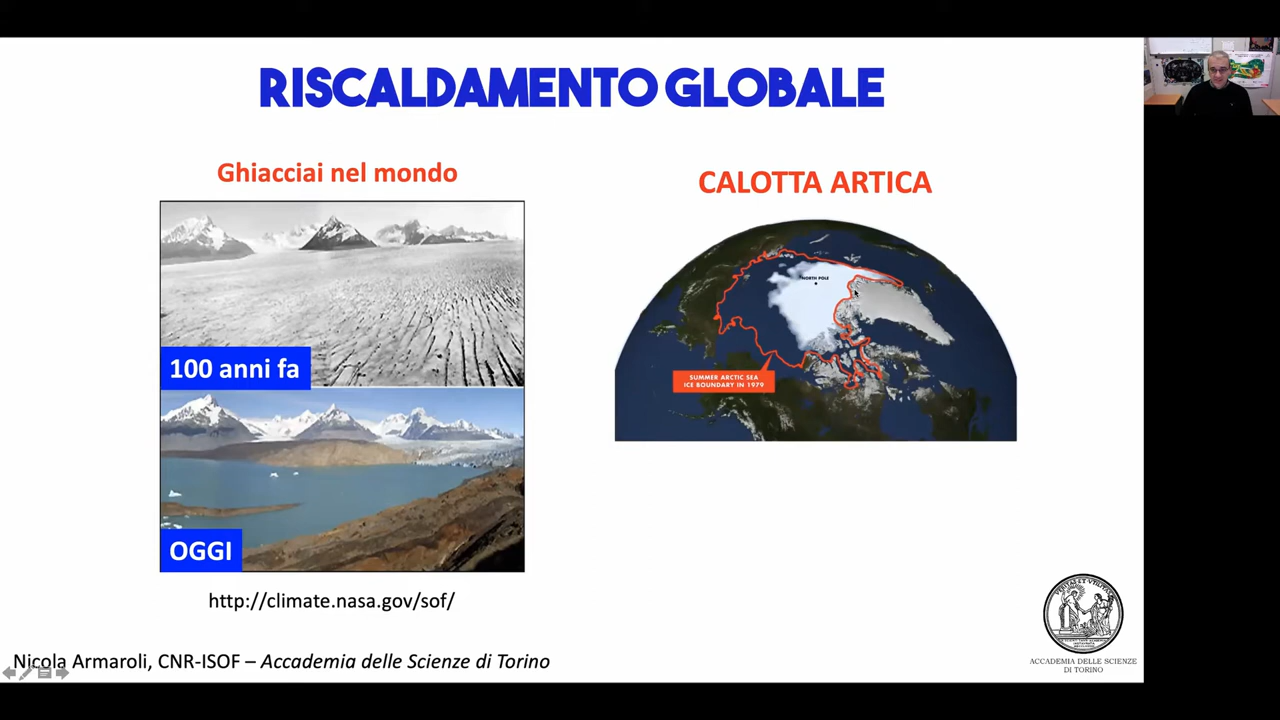 RISCALDAMENTO GLOBALE
Ghiacciai nel mondo
CALOTTA ARTICA
100 anni fa
OGGI
NORTH POLE
SUMMER ARCTIC SEA
ICE BOUNDARY IN 1979
http://climate.nasa.gov/sof/
Nicola Armaroli, CNR-ISOF – Accademia delle Scienze di Torino
ACCADEMIA DELLE SCIENZE
DI TORINO